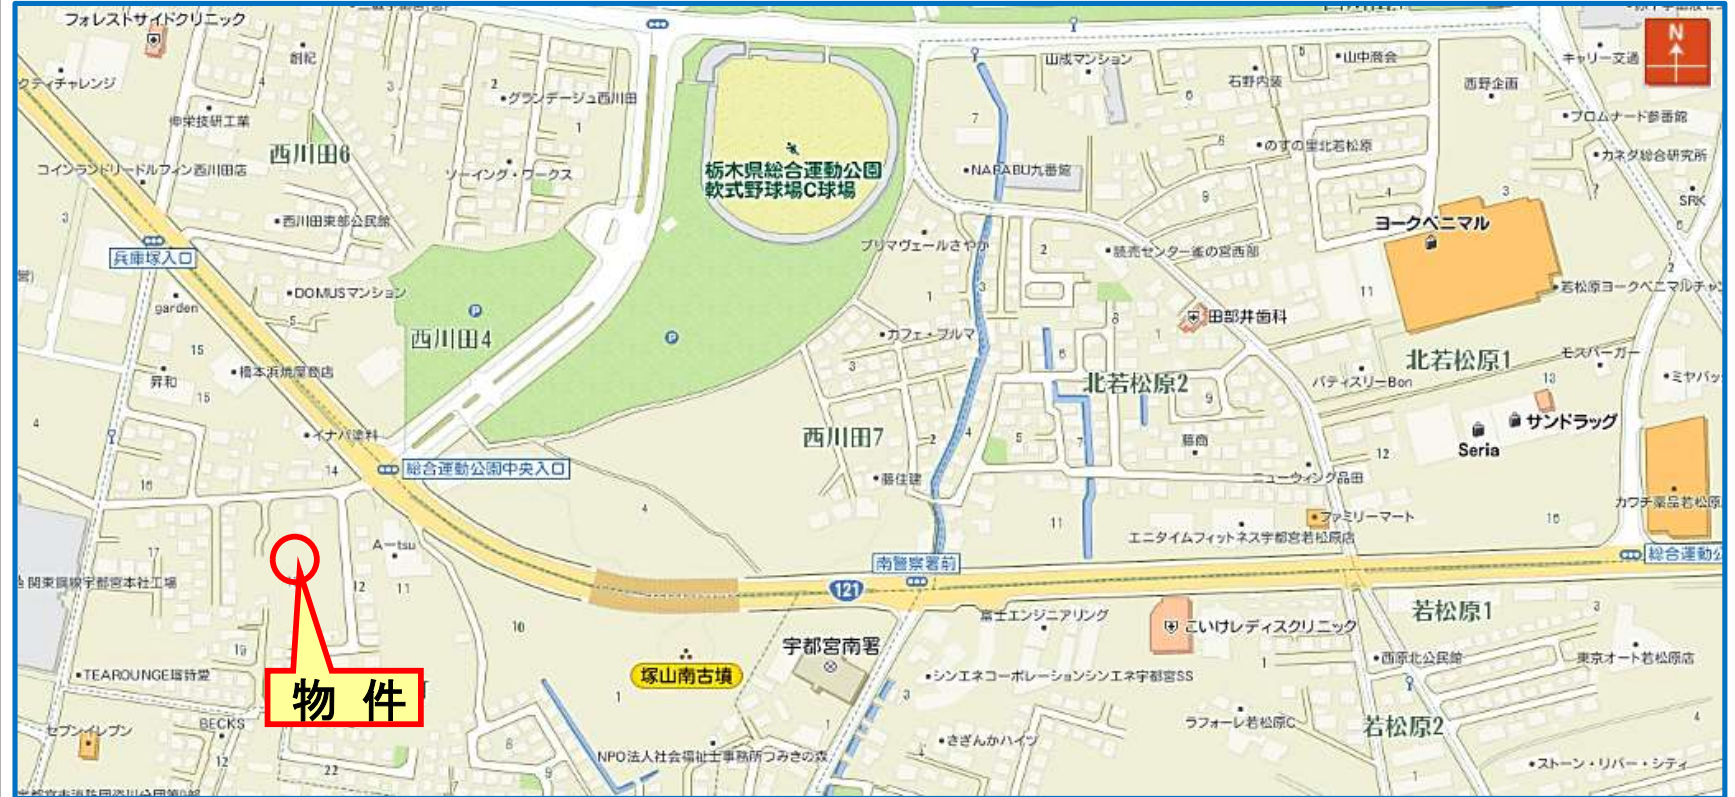 フォレストサイドクリニック
創紀
クティチャレンジ
伸栄技研工業
グランデージュ西川田
西川田6
コインランドリードルフィン西川田店
ソーイング・ワークス
西川田東部公民館
兵庫塚入口
garden
DOMUSマンション
西川田4
昇和
橋本浜焼屋商店
イナバ塗料
総合運動公園中央入口
栃木県総合運動公園
軟式野球場C球場
山成マンション
石野内装
山中商会
西野企画
キャリー交通
N
プロムナード参番館
カネダ総合研究所
のずの里北若松原
NARABU九番館
SRK
ヨークベニマル
プリマヴェールさやか
読売センター雀の宮西部
若松原ヨークベニマルチャン
カフェ・ブルマ
田部井歯科
北若松原1
モスバーガー
北若松原2
パティスリーBon
ミヤバッ
サンドラッグ
Seria
西川田7
藤商
藤住建
ニューウィング品田
ファミリーマート
カワチ薬品若松原
エニタイムフィットネス宇都宮若松原店
南警察署前
総合運動公
121
A-tsu
関東鋼線宇都宮本社工場
物 件
TEAROUNGE瑠時愛
セブンイレブン
BECKS
塚山南古墳
宇都宮南署
富士エンジニアリング
こいけレディスクリニック
若松原1
西原北公民館
東京オート若松原店
シンエネコーポレーションシンエネ宇都宮SS
ラフォーレ若松原C
若松原2
さざんかハイツ
NPO法人社会福祉士事務所つみきの森
ストーン・リバー・シティ